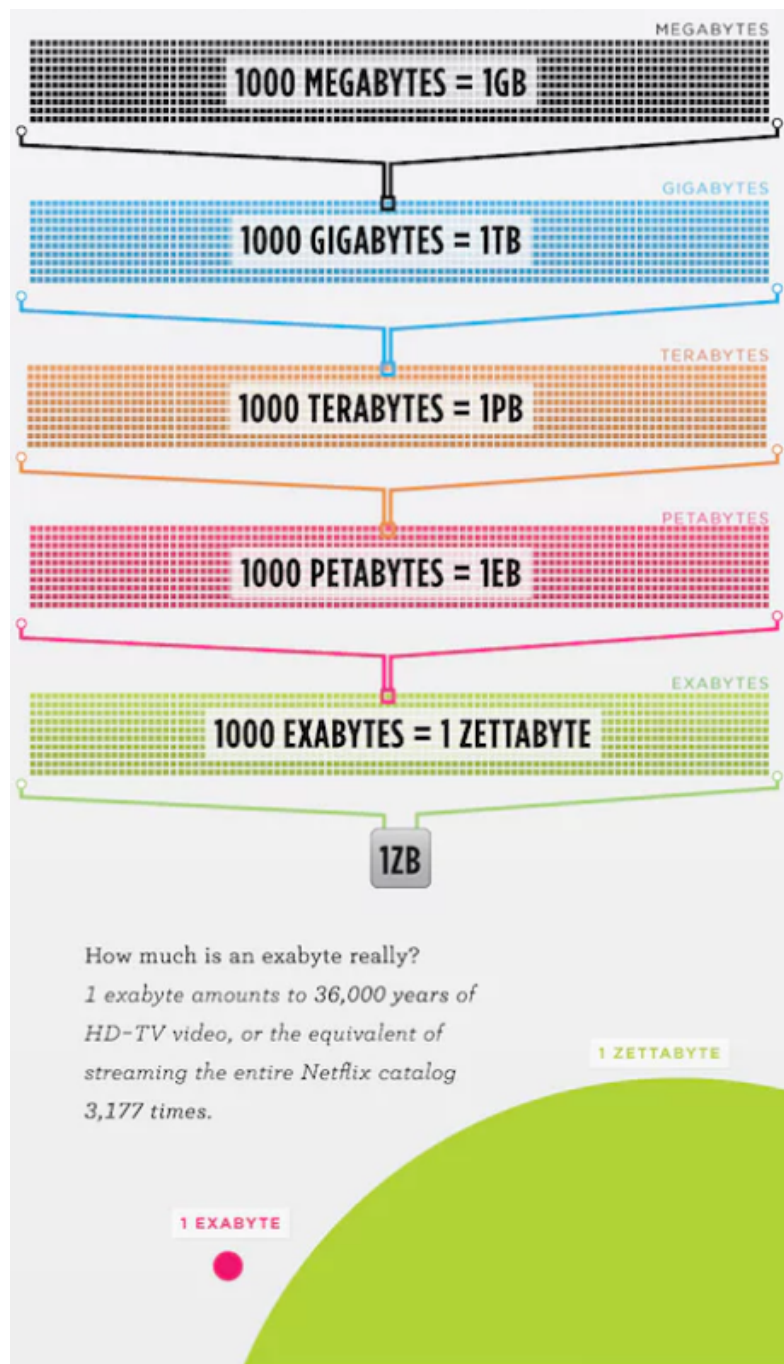 MEGABYTES
1000 MEGABYTES = 1GB
GIGABYTES
1000 GIGABYTES = 1TB
TERABYTES
1000 TERABYTES = 1PB
PETABYTES
1000 PETABYTES = 1EB
EXABYTES
1000 EXABYTES = 1 ZETTABYTE
1ZB
How much is an exabyte really?
1 exabyte amounts to 36,000 years of
HD-TV video, or the equivalent of
streaming the entire Netflix catalog
3,177 times.
1 ZETTABYTE
1 EXABYTE